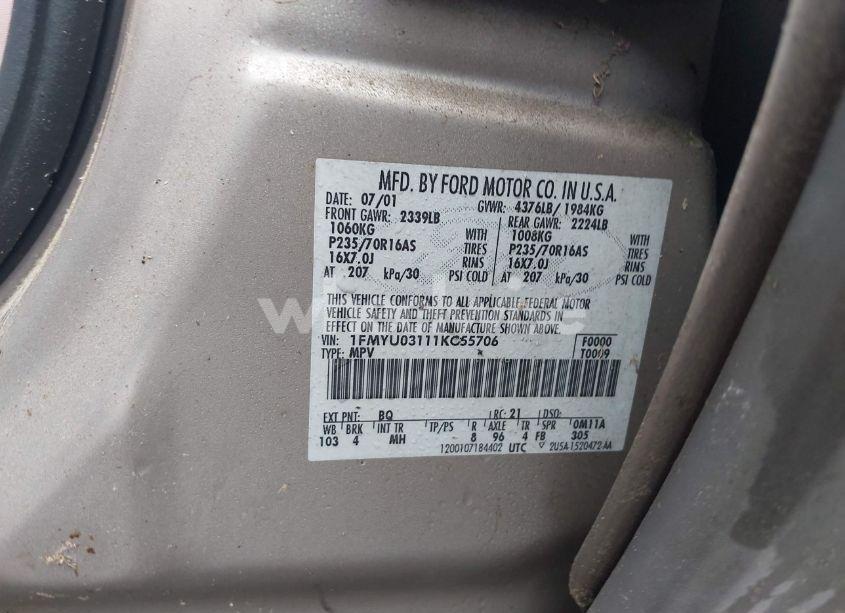 MFD. BY FORD MOTOR CO. IN U.S.A.
DATE: 07/01 GVWR: 4376LB/ 1984KG
FRONT GAWR: 2339LB REAR GAWR: 2224LB
1060KG WITH 1008KG WITH
P235/70R16AS TIRES P235/70R16AS TIRES
16X7.0J RIMS 16X7.0J RIMS
AT 207 kPa/30 PSI COLD AT 207 kPa/30 PSI COLD
THIS VEHICLE CONFORMS TO ALL APPLICABLE FEDERAL MOTOR
VEHICLE SAFETY AND THEFT PREVENTION STANDARDS IN
EFFECT ON THE DATE OF MANUFACTURE SHOWN ABOVE.
VIN: 1FMYU03111KC55706 F0000
TYPE: MPV T0009
EXT PNT: BQ RC: 21 DSO:
WB BRK INT TR TP/PS R AXLE TR SPR 0M11A
103 4 MH 8 96 4 FB 305
1200107184402 UTC 2U5A-1520472-AA